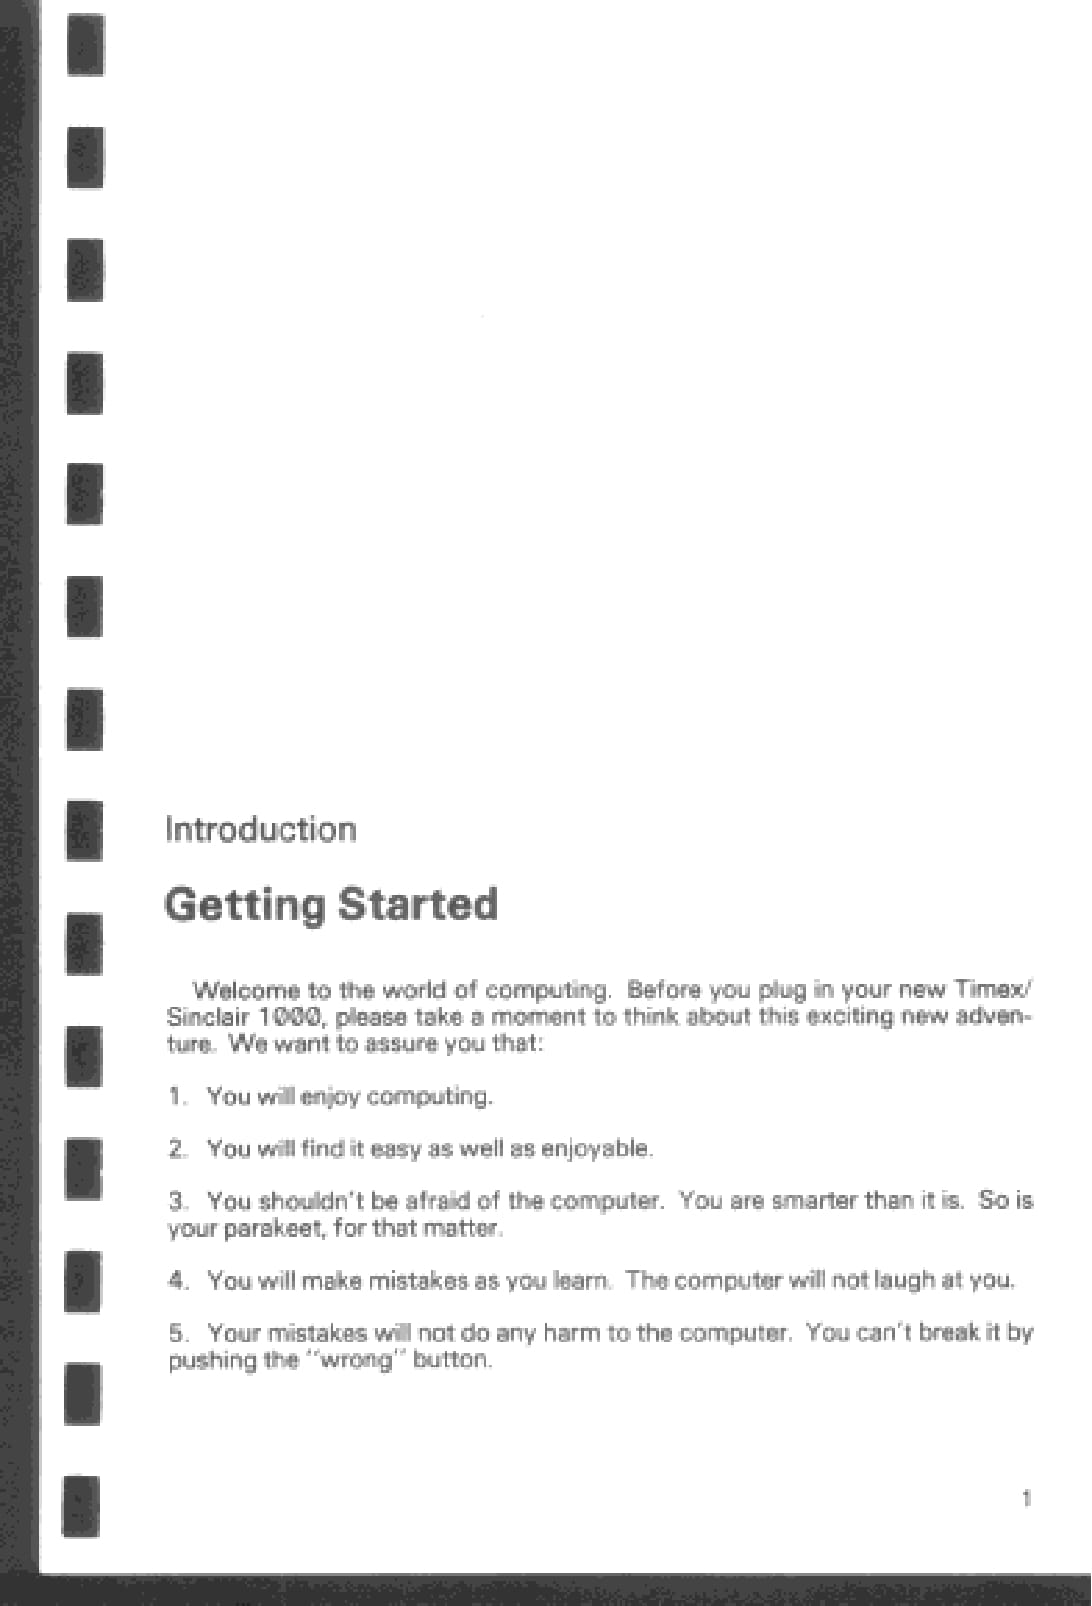 Introduction
Getting Started
Welcome to the world of computing. Before you plug in your new Timex/
Sinclair 1000, please take a moment to think about this exciting new adven-
ture. We want to assure you that:
1. You will enjoy computing.
2. You will find it easy as well as enjoyable.
3. You shouldn't be afraid of the computer. You are smarter than it is. So is
your parakeet, for that matter.
4. You will make mistakes as you learn. The computer will not laugh at you.
5. Your mistakes will not do any harm to the computer. You can't break it by
pushing the "wrong" button.
1